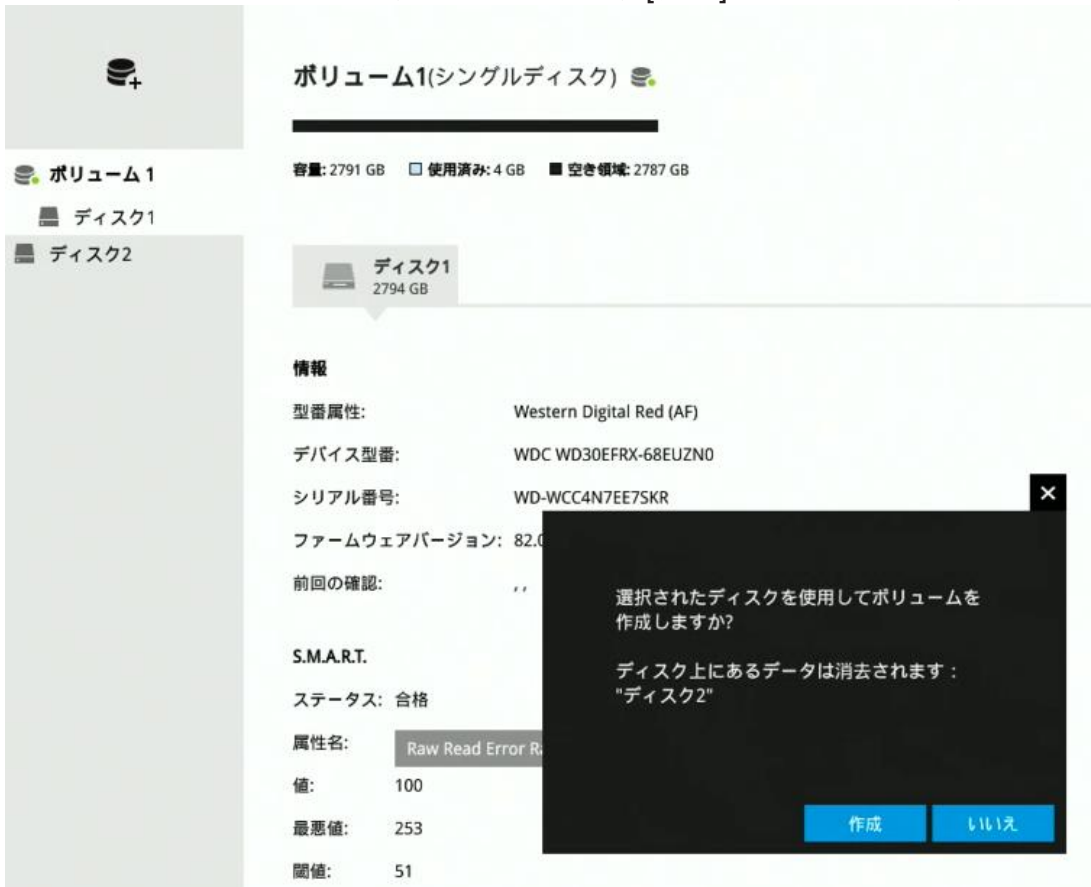 ボリューム1(シングルディスク)
容量: 2791 GB 使用済み: 4 GB 空き領域: 2787 GB
ボリューム 1
ディスク1
ディスク2
ディスク1
2794 GB
情報
型番属性: Western Digital Red (AF)
デバイス型番: WDC WD30EFRX-68EUZN0
シリアル番号: WD-WCC4N7EE7SKR
ファームウェアバージョン: 82.0
前回の確認: , ,
S.M.A.R.T.
ステータス: 合格
属性名: Raw Read Error
値: 100
最悪値: 253
閾値: 51
選択されたディスクを使用してボリュームを
作成しますか?
ディスク上にあるデータは消去されます :
"ディスク2"
作成 いいえ